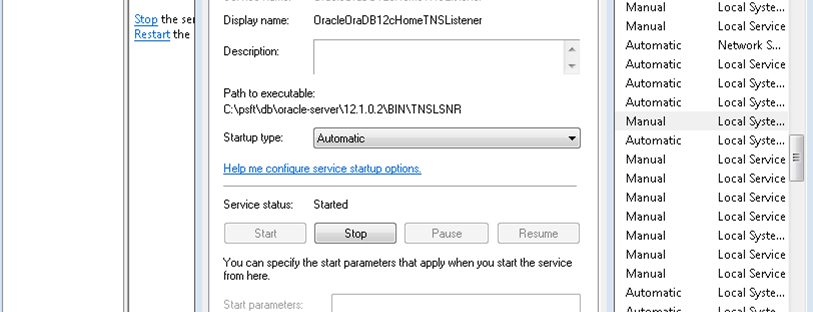 Service name: OracleOraDB12cHomeTNSListener
Display name: OracleOraDB12cHomeTNSListener
Stop the ser
Restart the
Description:
Path to executable:
C:\psft\db\oracle-server\12.1.0.2\BIN\TNSLSNR
Startup type: Automatic
Help me configure service startup options.
Service status: Started
Start Stop Pause Resume
You can specify the start parameters that apply when you start the service
from here.
Start parameters:
Manual Local Syste...
Manual Local Service
Automatic Network S...
Manual Local Service
Automatic Local Syste...
Automatic Local Syste...
Manual Local Syste...
Automatic Local Syste...
Manual Local Service
Manual Local Service
Manual Local Service
Manual Local Service
Manual Local Syste...
Manual Local Service
Manual Local Service
Automatic Local Syste...